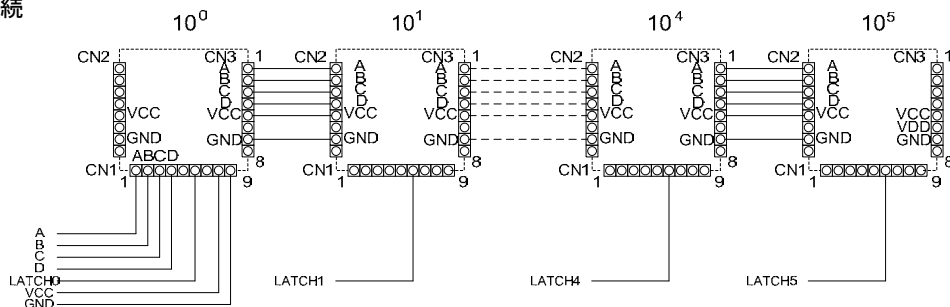 続
10⁰ 10¹ 10⁴ 10⁵
CN2 CN3 1 CN2 CN3 1 CN2 CN3 1 CN2 CN3 1
A A A A A A
B B B B B B
C C C C C C
D D D D D D
VCC VCC VCC VCC VCC VCC VCC VCC
VDD
GND GND GND GND GND GND GND GND
ABCD 8 8 8 8
CN1 1 9 CN1 1 9 CN1 1 9 CN1 1 9
A
B
C
D
LATCH0 LATCH1 LATCH4 LATCH5
VCC
GND